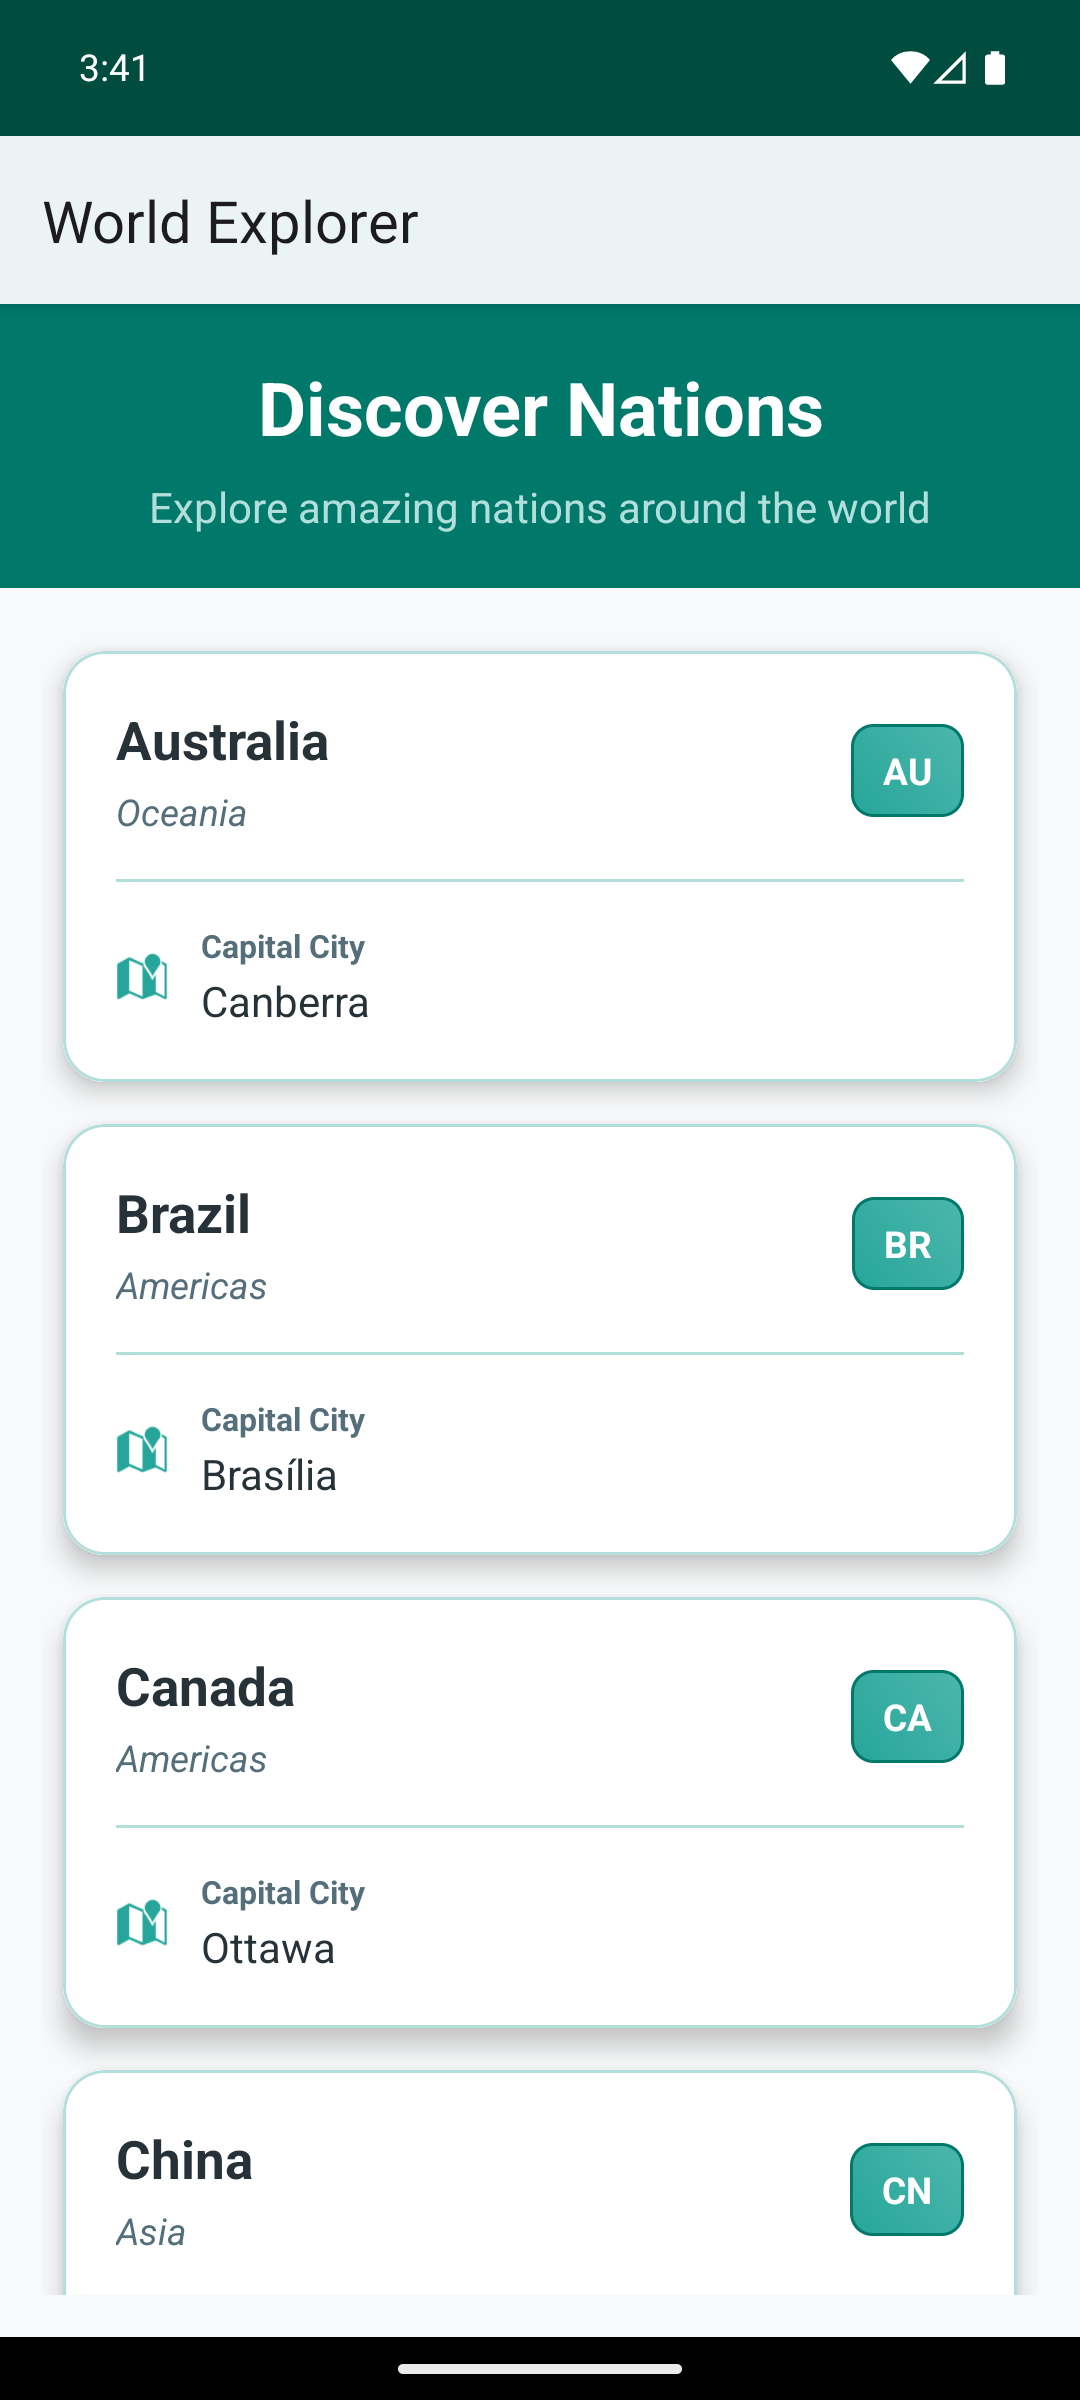 3:41
World Explorer
Discover Nations
Explore amazing nations around the world
Australia
AU
Oceania
Capital City
Canberra
Brazil
BR
Americas
Capital City
Brasília
Canada
CA
Americas
Capital City
Ottawa
China
CN
Asia